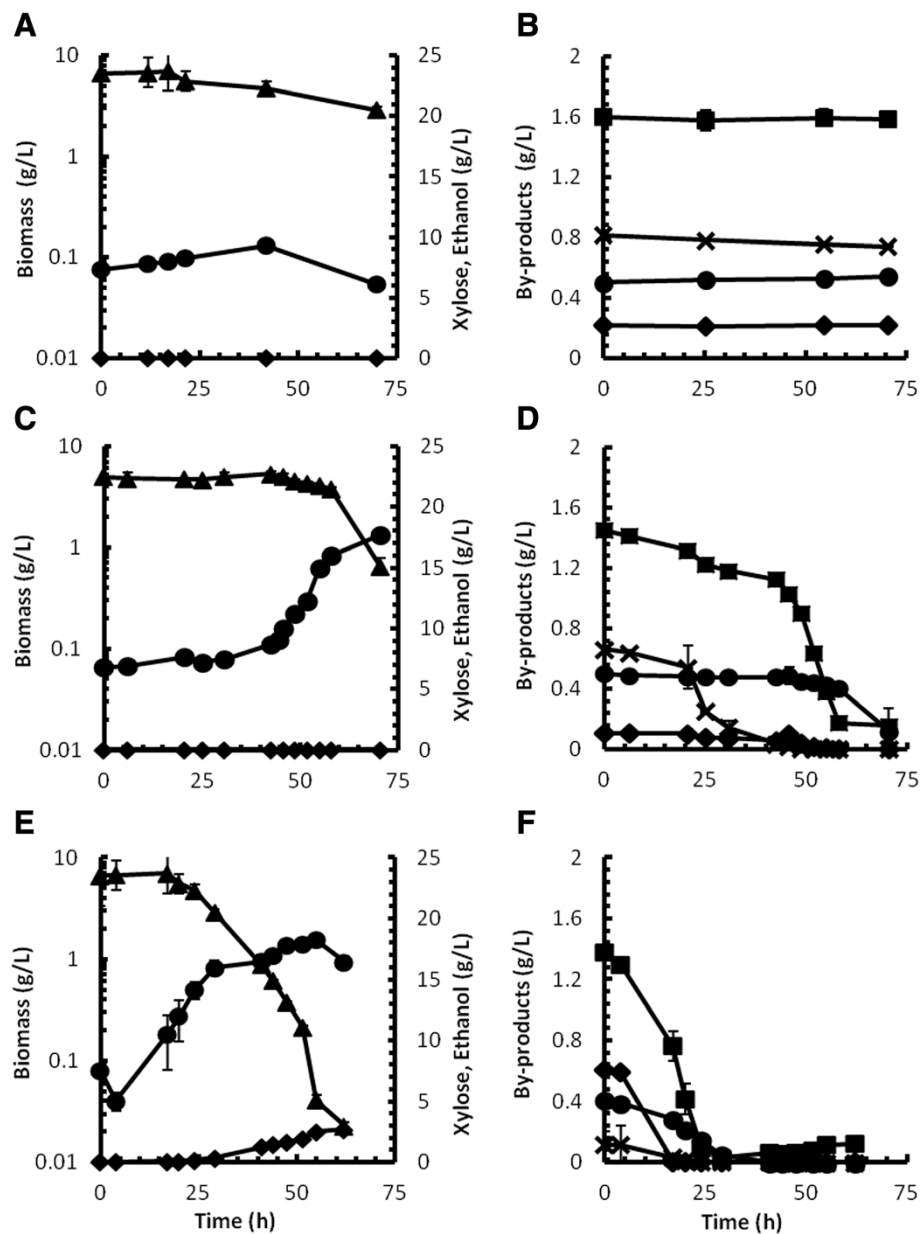 A
Biomass (g/L)
10
1
0.1
0.01
25
20
15
10
5
0
Xylose, Ethanol (g/L)
0 25 50 75
B
By-products (g/L)
2
1.6
1.2
0.8
0.4
0
0 25 50 75
C
Biomass (g/L)
10
1
0.1
0.01
25
20
15
10
5
0
Xylose, Ethanol (g/L)
0 25 50 75
D
By-products (g/L)
2
1.6
1.2
0.8
0.4
0
0 25 50 75
E
Biomass (g/L)
10
1
0.1
0.01
25
20
15
10
5
0
Xylose, Ethanol (g/L)
0 25 50 75
Time (h)
F
By-products (g/L)
2
1.6
1.2
0.8
0.4
0
0 25 50 75
Time (h)